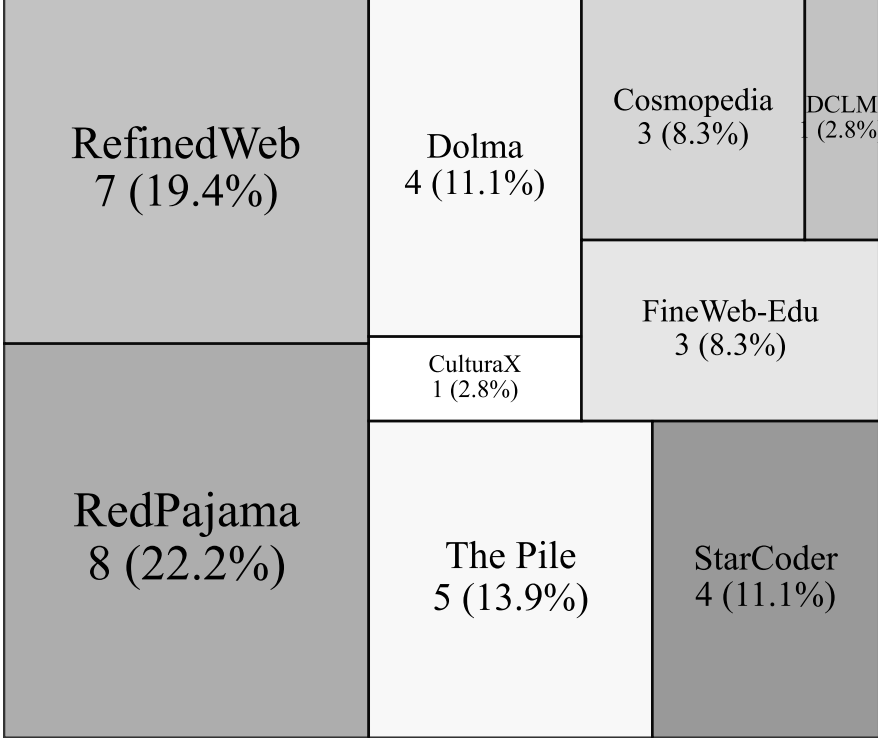 RefinedWeb
7 (19.4%)
Dolma
4 (11.1%)
Cosmopedia
3 (8.3%)
DCLM
1 (2.8%
FineWeb-Edu
3 (8.3%)
CulturaX
1 (2.8%)
RedPajama
8 (22.2%)
The Pile
5 (13.9%)
StarCoder
4 (11.1%)